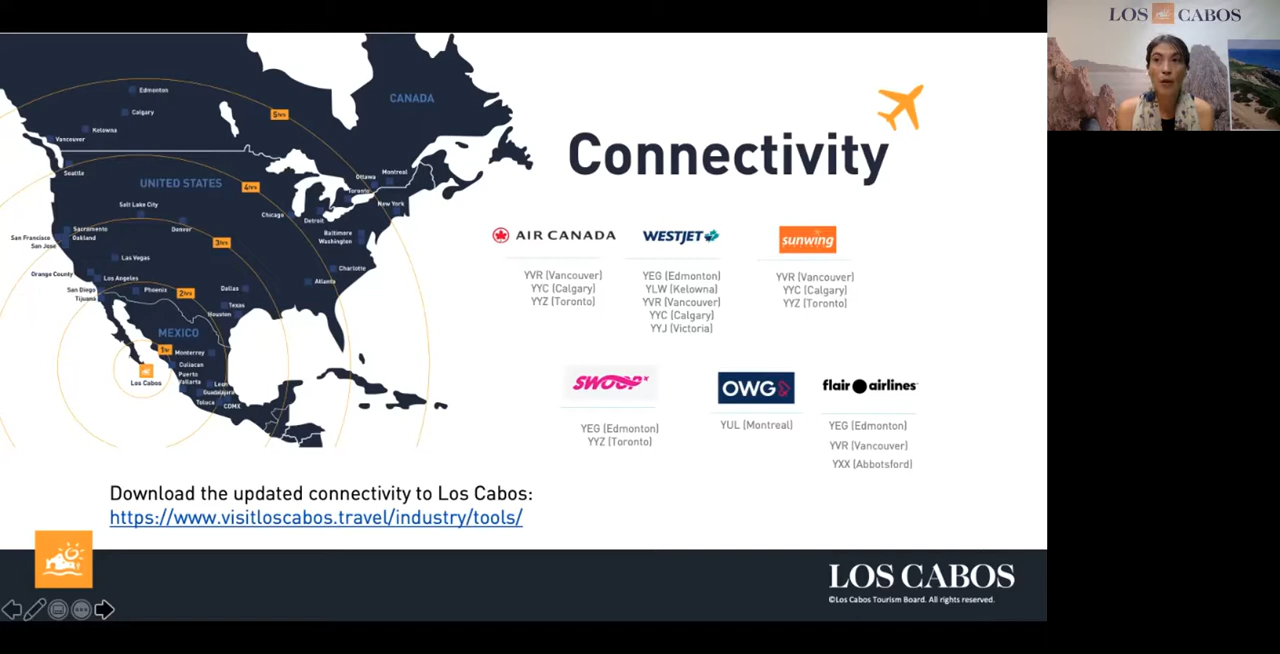 LOS CABOS
CANADA
Edmonton
Calgary
Kelowna
Vancouver
Seattle
5hrs
UNITED STATES
4hrs
Ottawa
Montreal
Toronto
New York
Salt Lake City
Chicago
Detroit
Denver
Baltimore
Washington
San Francisco
San Jose
Sacramento
Oakland
3hrs
Las Vegas
Orange County
Los Angeles
Charlotte
Atlanta
San Diego
Tijuana
Phoenix
2hrs
Dallas
Texas
Houston
MEXICO
Monterrey
Culiacan
Puerto
Vallarta
Leon
Guadalajara
Toluca
CDMX
Los Cabos
Connectivity
AIR CANADA
YVR (Vancouver)
YYC (Calgary)
YYZ (Toronto)
WESTJET
YEG (Edmonton)
YLW (Kelowna)
YVR (Vancouver)
YYC (Calgary)
YYJ (Victoria)
sunwing
YVR (Vancouver)
YYC (Calgary)
YYZ (Toronto)
SWOOP
YEG (Edmonton)
YYZ (Toronto)
OWG
YUL (Montreal)
flair airlines
YEG (Edmonton)
YVR (Vancouver)
YXX (Abbotsford)
Download the updated connectivity to Los Cabos:
https://www.visitloscabos.travel/industry/tools/
LOS CABOS
©Los Cabos Tourism Board. All rights reserved.